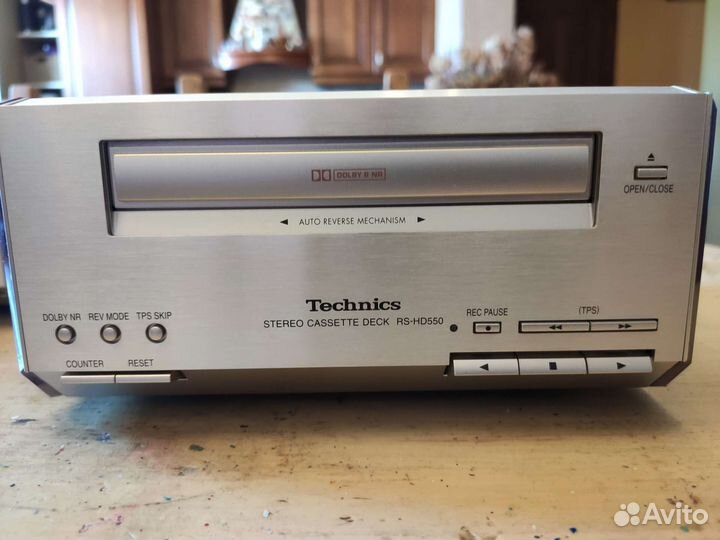 DOLBY B NR
OPEN/CLOSE
AUTO REVERSE MECHANISM
Technics
STEREO CASSETTE DECK RS-HD550
DOLBY NR REV MODE TPS SKIP
REC PAUSE
(TPS)
COUNTER RESET
Avito